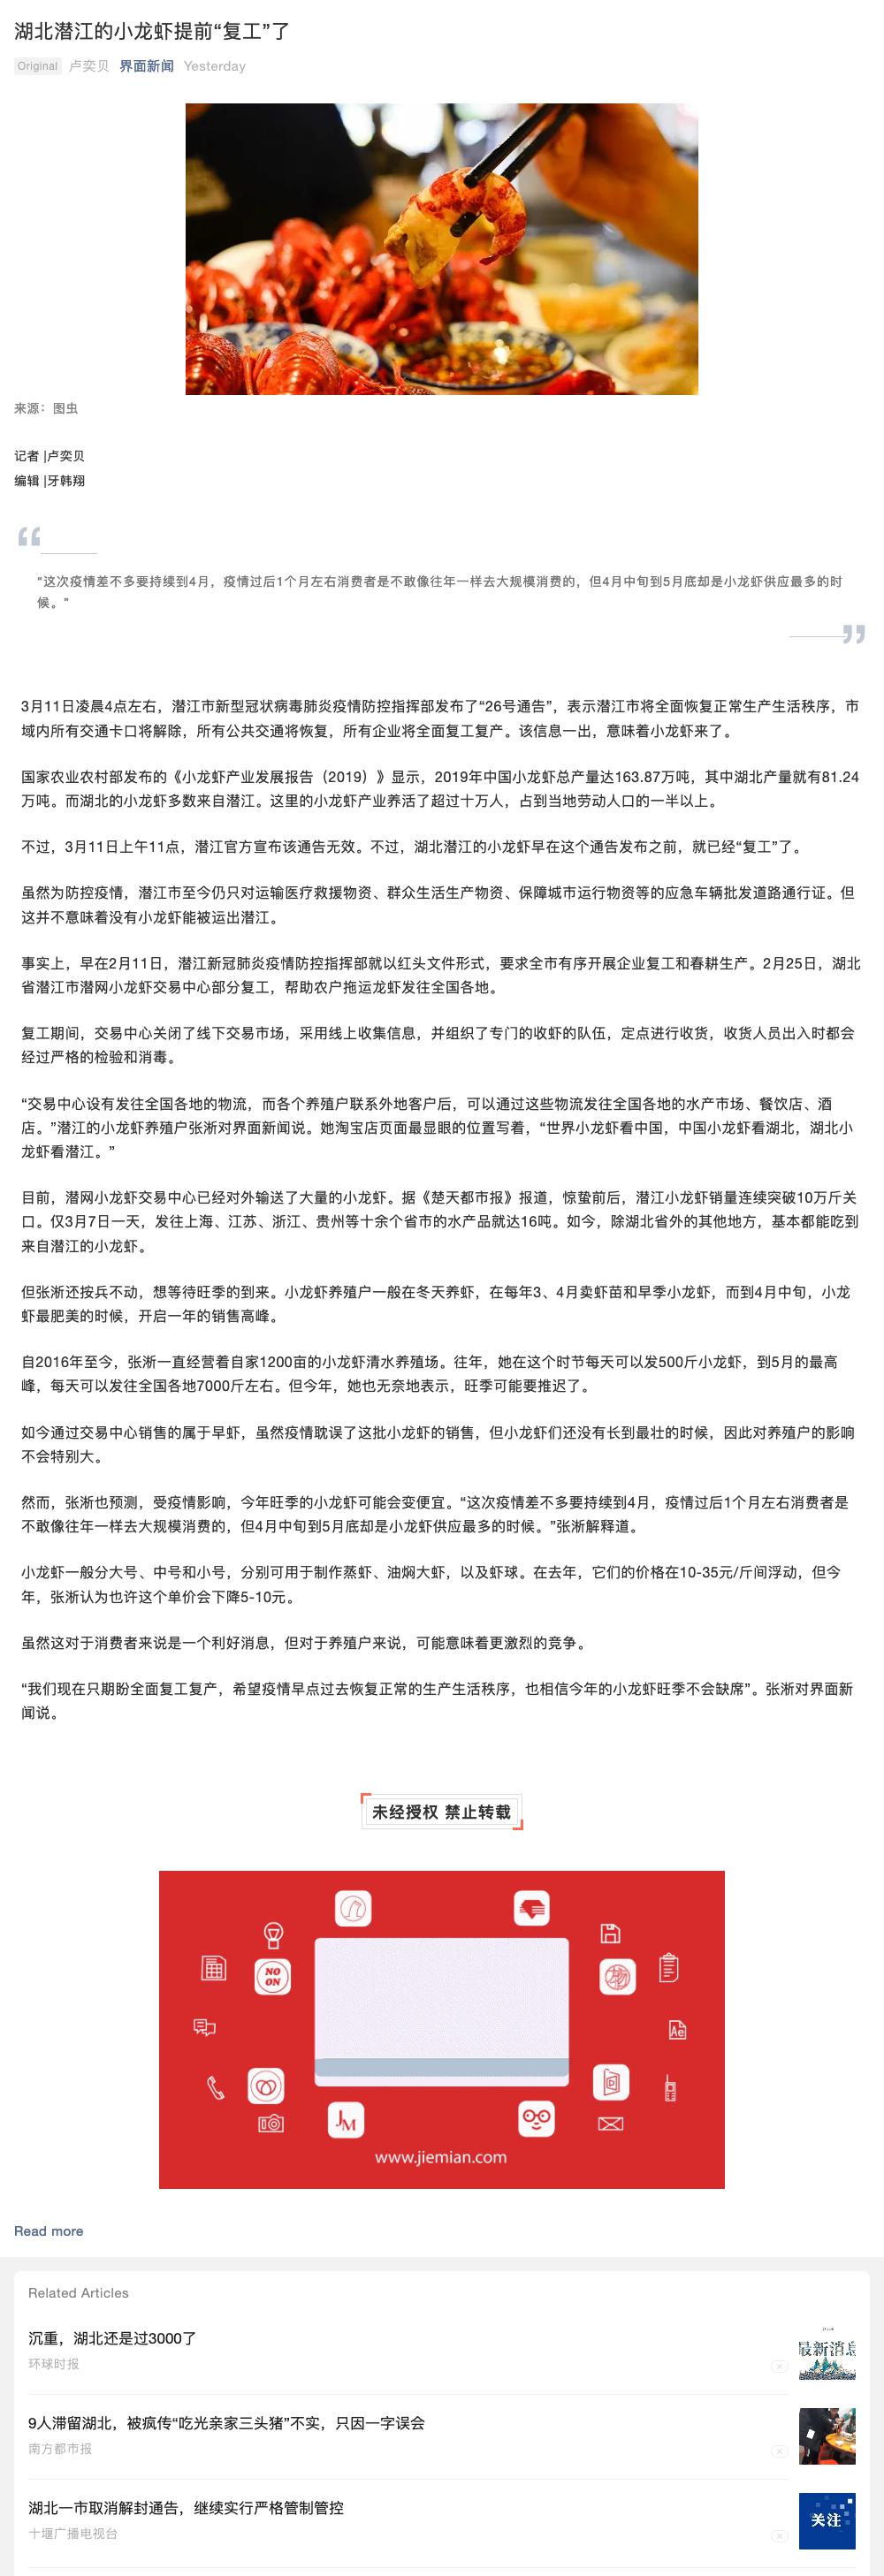 湖北潜江的小龙虾提前“复工”了
Original 卢奕贝 界面新闻 Yesterday
来源：图虫
记者 |卢奕贝
编辑 |牙韩翔
“这次疫情差不多要持续到4月，疫情过后1个月左右消费者是不敢像往年一样去大规模消费的，但4月中旬到5月底却是小龙虾供应最多的时
候。”
3月11日凌晨4点左右，潜江市新型冠状病毒肺炎疫情防控指挥部发布了“26号通告”，表示潜江市将全面恢复正常生产生活秩序，市
域内所有交通卡口将解除，所有公共交通将恢复，所有企业将全面复工复产。该信息一出，意味着小龙虾来了。
国家农业农村部发布的《小龙虾产业发展报告（2019）》显示，2019年中国小龙虾总产量达163.87万吨，其中湖北产量就有81.24
万吨。而湖北的小龙虾多数来自潜江。这里的小龙虾产业养活了超过十万人，占到当地劳动人口的一半以上。
不过，3月11日上午11点，潜江官方宣布该通告无效。不过，湖北潜江的小龙虾早在这个通告发布之前，就已经“复工”了。
虽然为防控疫情，潜江市至今仍只对运输医疗救援物资、群众生活生产物资、保障城市运行物资等的应急车辆批发道路通行证。但
这并不意味着没有小龙虾能被运出潜江。
事实上，早在2月11日，潜江新冠肺炎疫情防控指挥部就以红头文件形式，要求全市有序开展企业复工和春耕生产。2月25日，湖北
省潜江市潜网小龙虾交易中心部分复工，帮助农户拖运龙虾发往全国各地。
复工期间，交易中心关闭了线下交易市场，采用线上收集信息，并组织了专门的收虾的队伍，定点进行收货，收货人员出入时都会
经过严格的检验和消毒。
“交易中心设有发往全国各地的物流，而各个养殖户联系外地客户后，可以通过这些物流发往全国各地的水产市场、餐饮店、酒
店。”潜江的小龙虾养殖户张淅对界面新闻说。她淘宝店页面最显眼的位置写着，“世界小龙虾看中国，中国小龙虾看湖北，湖北小
龙虾看潜江。”
目前，潜网小龙虾交易中心已经对外输送了大量的小龙虾。据《楚天都市报》报道，惊蛰前后，潜江小龙虾销量连续突破10万斤关
口。仅3月7日一天，发往上海、江苏、浙江、贵州等十余个省市的水产品就达16吨。如今，除湖北省外的其他地方，基本都能吃到
来自潜江的小龙虾。
但张淅还按兵不动，想等待旺季的到来。小龙虾养殖户一般在冬天养虾，在每年3、4月卖虾苗和早季小龙虾，而到4月中旬，小龙
虾最肥美的时候，开启一年的销售高峰。
自2016年至今，张淅一直经营着自家1200亩的小龙虾清水养殖场。往年，她在这个时节每天可以发500斤小龙虾，到5月的最高
峰，每天可以发往全国各地7000斤左右。但今年，她也无奈地表示，旺季可能要推迟了。
如今通过交易中心销售的属于早虾，虽然疫情耽误了这批小龙虾的销售，但小龙虾们还没有长到最壮的时候，因此对养殖户的影响
不会特别大。
然而，张淅也预测，受疫情影响，今年旺季的小龙虾可能会变便宜。“这次疫情差不多要持续到4月，疫情过后1个月左右消费者是
不敢像往年一样去大规模消费的，但4月中旬到5月底却是小龙虾供应最多的时候。”张淅解释道。
小龙虾一般分大号、中号和小号，分别可用于制作蒸虾、油焖大虾，以及虾球。在去年，它们的价格在10-35元/斤间浮动，但今
年，张淅认为也许这个单价会下降5-10元。
虽然这对于消费者来说是一个利好消息，但对于养殖户来说，可能意味着更激烈的竞争。
“我们现在只期盼全面复工复产，希望疫情早点过去恢复正常的生产生活秩序，也相信今年的小龙虾旺季不会缺席”。张淅对界面新
闻说。
未经授权 禁止转载
NO
ON
Ae
JM
www.jiemian.com
Read more
Related Articles
沉重，湖北还是过3000了
环球时报
最新消息
9人滞留湖北，被疯传“吃光亲家三头猪”不实，只因一字误会
南方都市报
湖北一市取消解封通告，继续实行严格管制管控
十堰广播电视台
关注